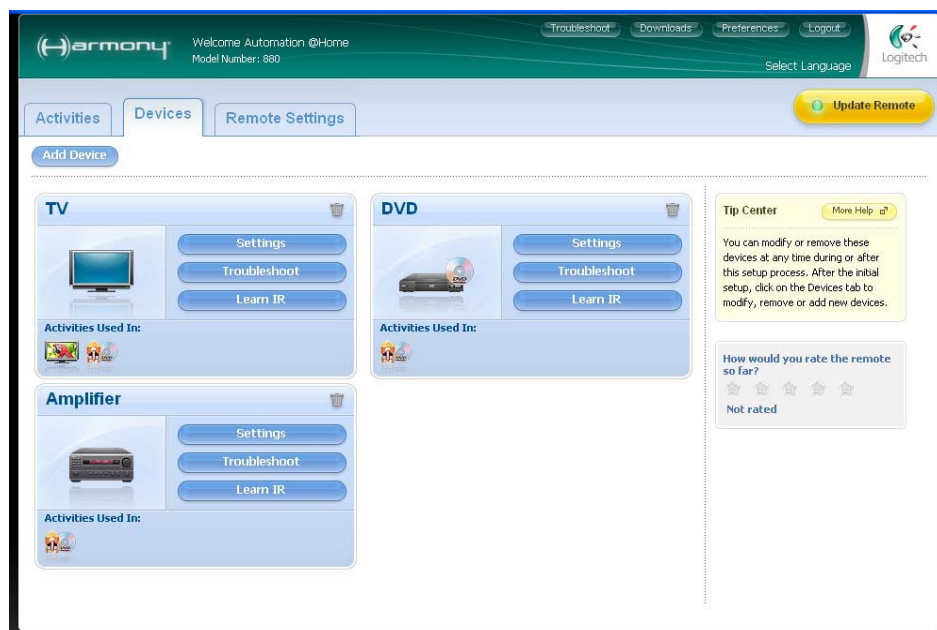 Harmony
Welcome Automation @Home
Model Number: 880
Troubleshoot Downloads Preferences Logout
Select Language
Logitech
Activities Devices Remote Settings
Update Remote
Add Device
TV
Settings
Troubleshoot
Learn IR
Activities Used In:
DVD
Settings
Troubleshoot
Learn IR
Activities Used In:
Amplifier
Settings
Troubleshoot
Learn IR
Activities Used In:
Tip Center More Help
You can modify or remove these
devices at any time during or after
this setup process. After the initial
setup, click on the Devices tab to
modify, remove or add new devices.
How would you rate the remote
so far?
Not rated